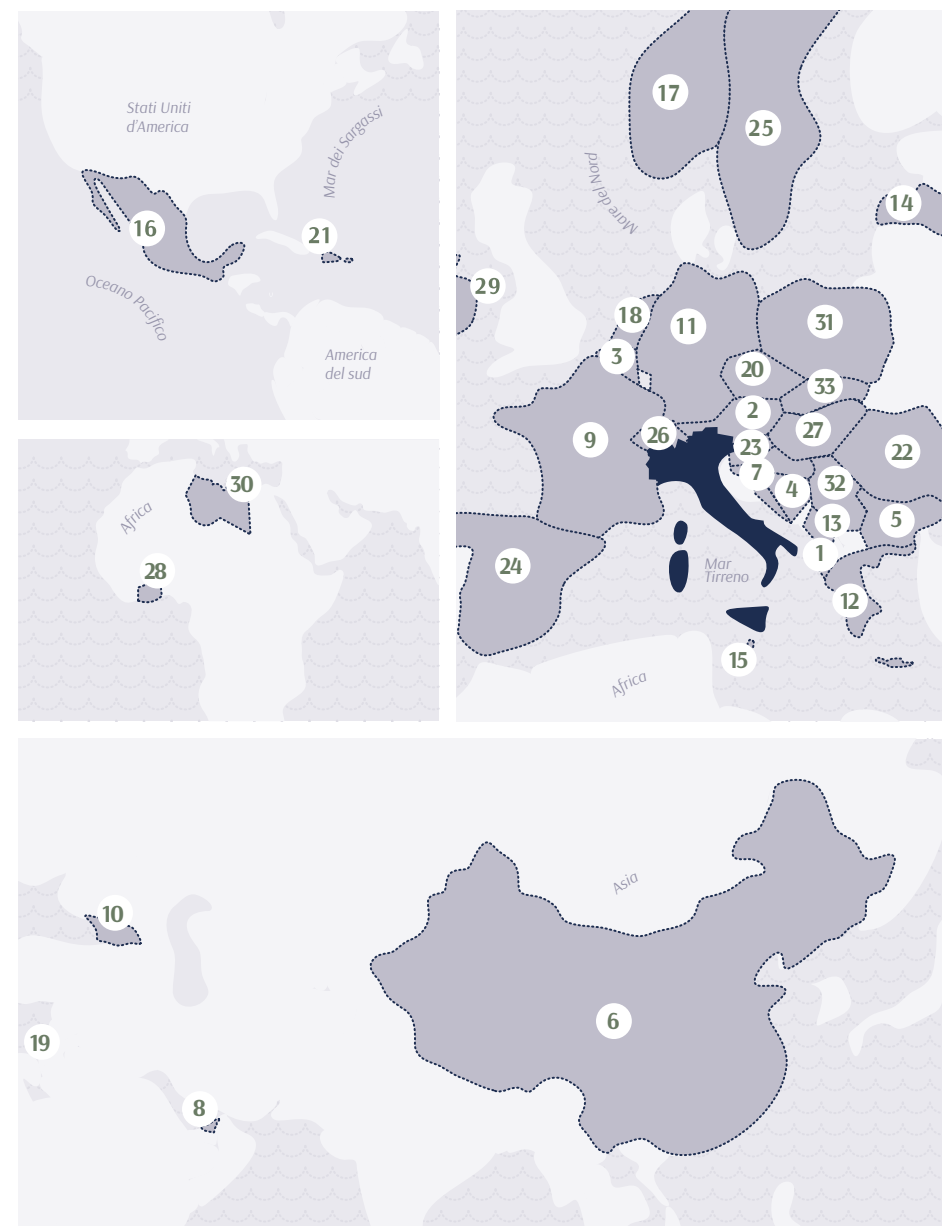 Stati Uniti
d'America
Mar dei Sargassi
16
21
Oceano Pacifico
America
del sud
17
25
Mare del Nord
14
29
18
11
31
3
20
33
2
9
26
27
23
22
7
4
32
13
5
1
24
Mar
Tirreno
12
15
Africa
30
Africa
28
Asia
10
6
19
8